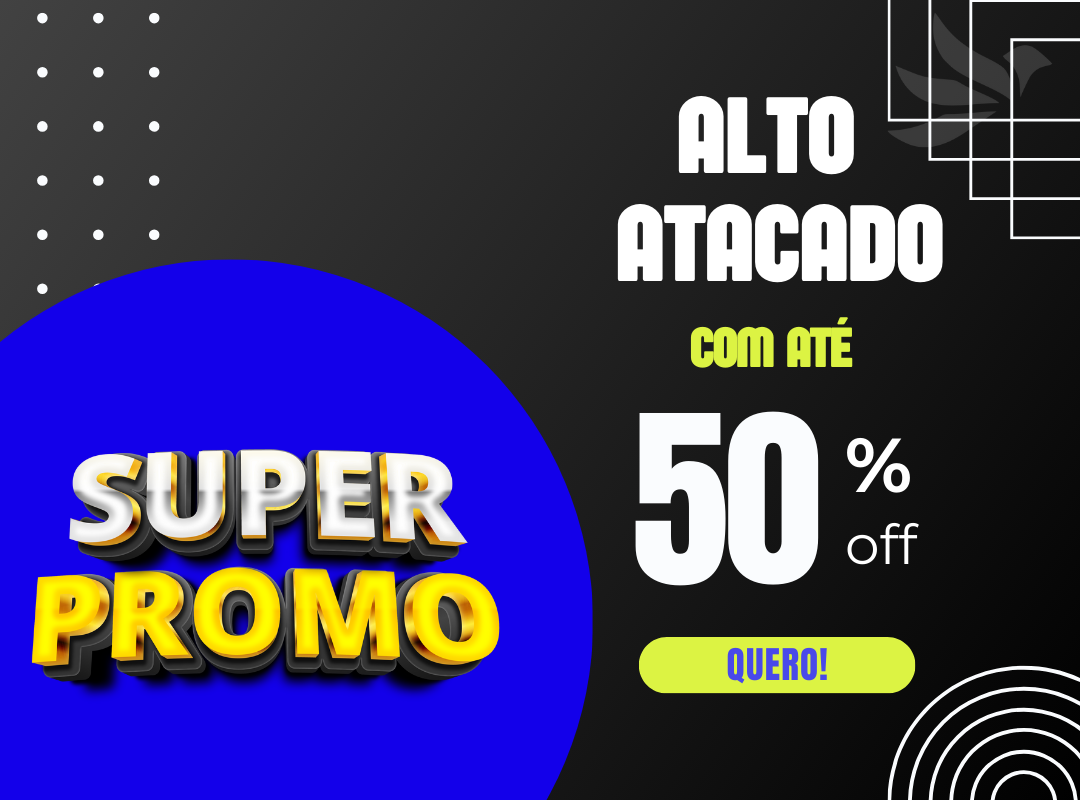 ALTO
ATACADO
COM ATÉ
50 %
off
QUERO!
SUPER
PROMO